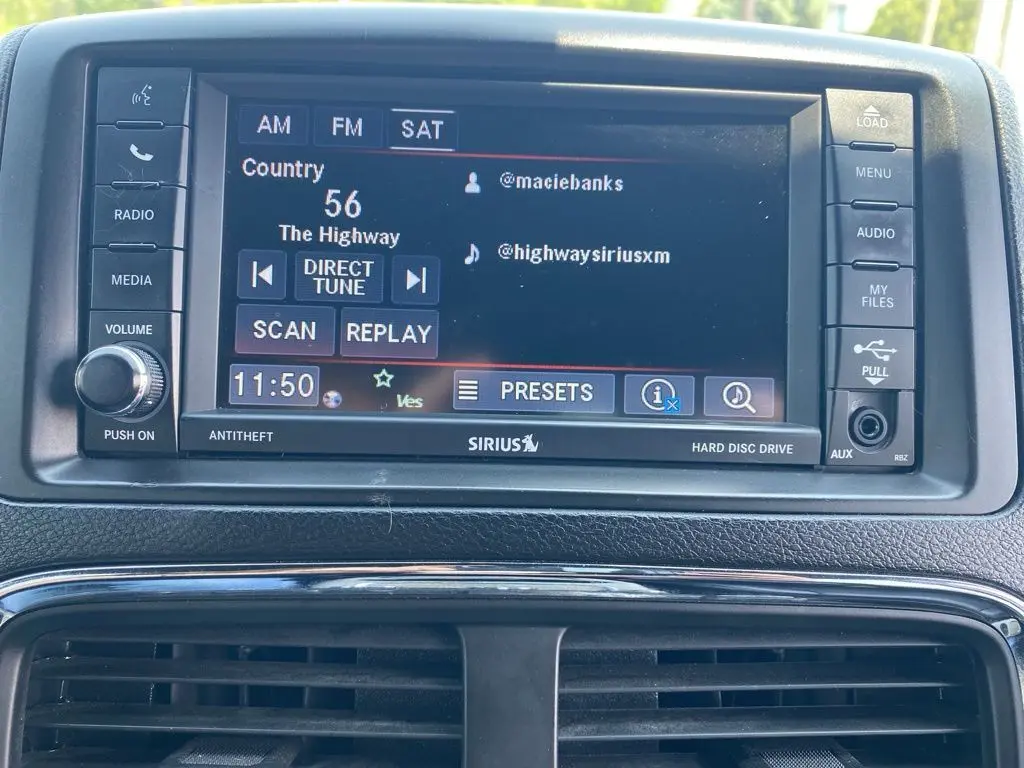 RADIO
MEDIA
VOLUME
PUSH ON
AM FM SAT
Country
56
The Highway
DIRECT
TUNE
SCAN REPLAY
@maciebanks
@highwaysiriusxm
11:50 Ves PRESETS i
ANTITHEFT SIRIUS HARD DISC DRIVE
LOAD
MENU
AUDIO
MY
FILES
PULL
AUX RBZ